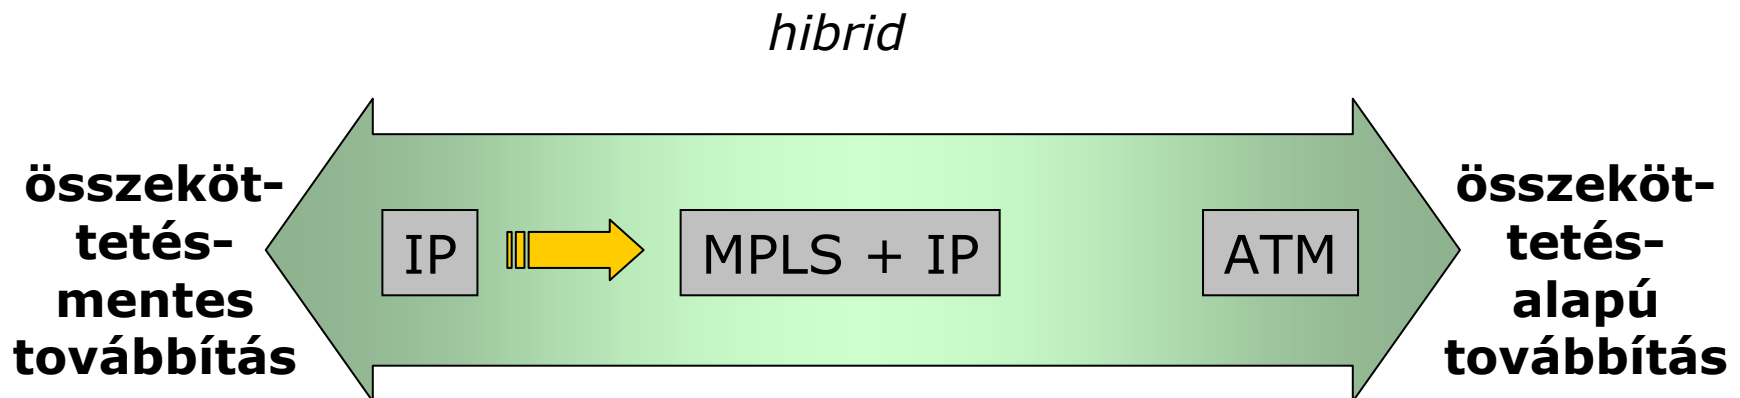 hibrid
összeköt-
tetés-
mentes
továbbítás
IP
MPLS + IP
ATM
összeköt-
tetés-
alapú
továbbítás